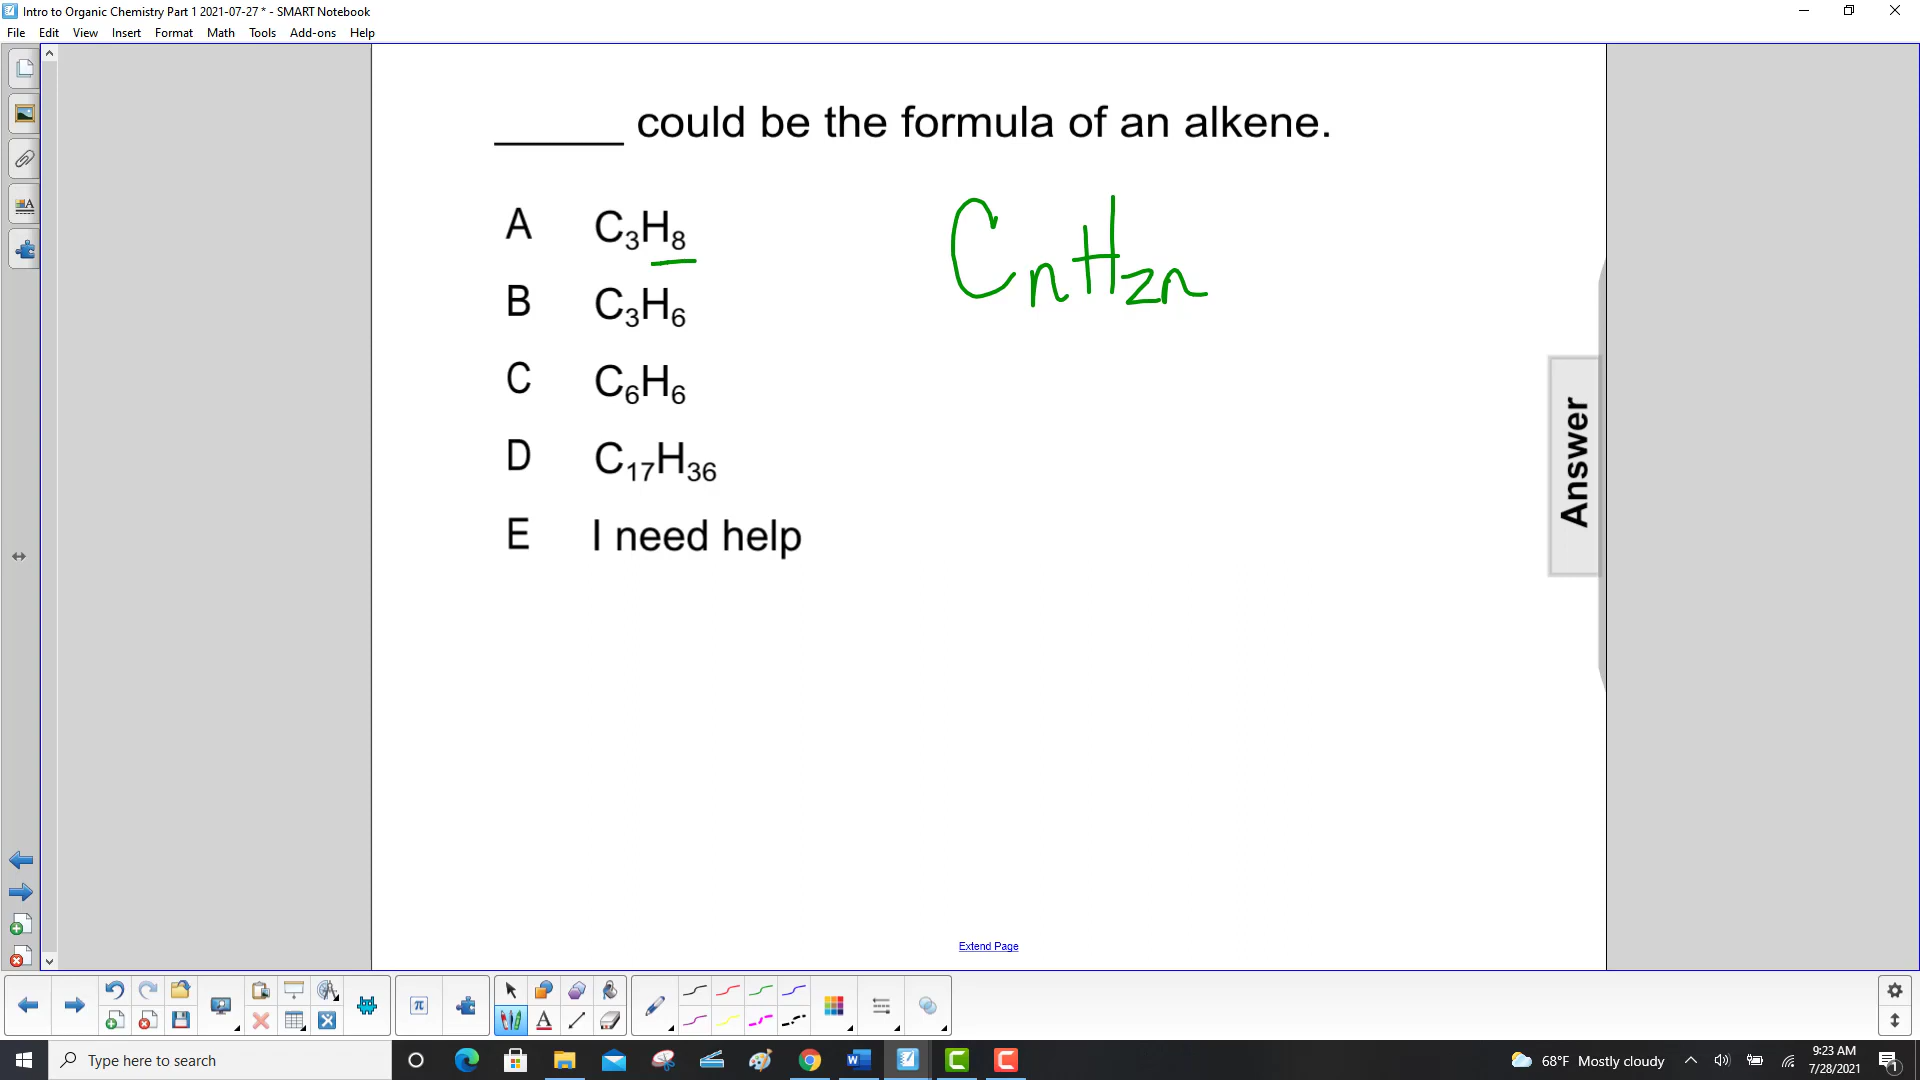 Intro to Organic Chemistry Part 1 2021-07-27 * - SMART Notebook
File Edit View Insert Format Math Tools Add-ons Help
______ could be the formula of an alkene.
A C₃H₈
B C₃H₆
C C₆H₆
D C₁₇H₃₆
E I need help
CₙH₂ₙ
Answer
Extend Page
Type here to search
68°F Mostly cloudy
9:23 AM
7/28/2021
1